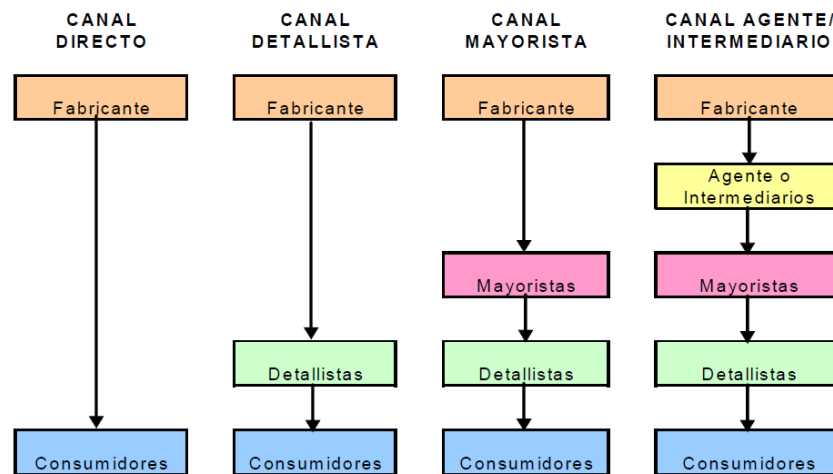 CANAL
DIRECTO
CANAL
DETALLISTA
CANAL
MAYORISTA
CANAL AGENTE/
INTERMEDIARIO
Fabricante
Fabricante
Fabricante
Fabricante
Agente o
Intermediarios
Mayoristas
Mayoristas
Detallistas
Detallistas
Detallistas
Consumidores
Consumidores
Consumidores
Consumidores